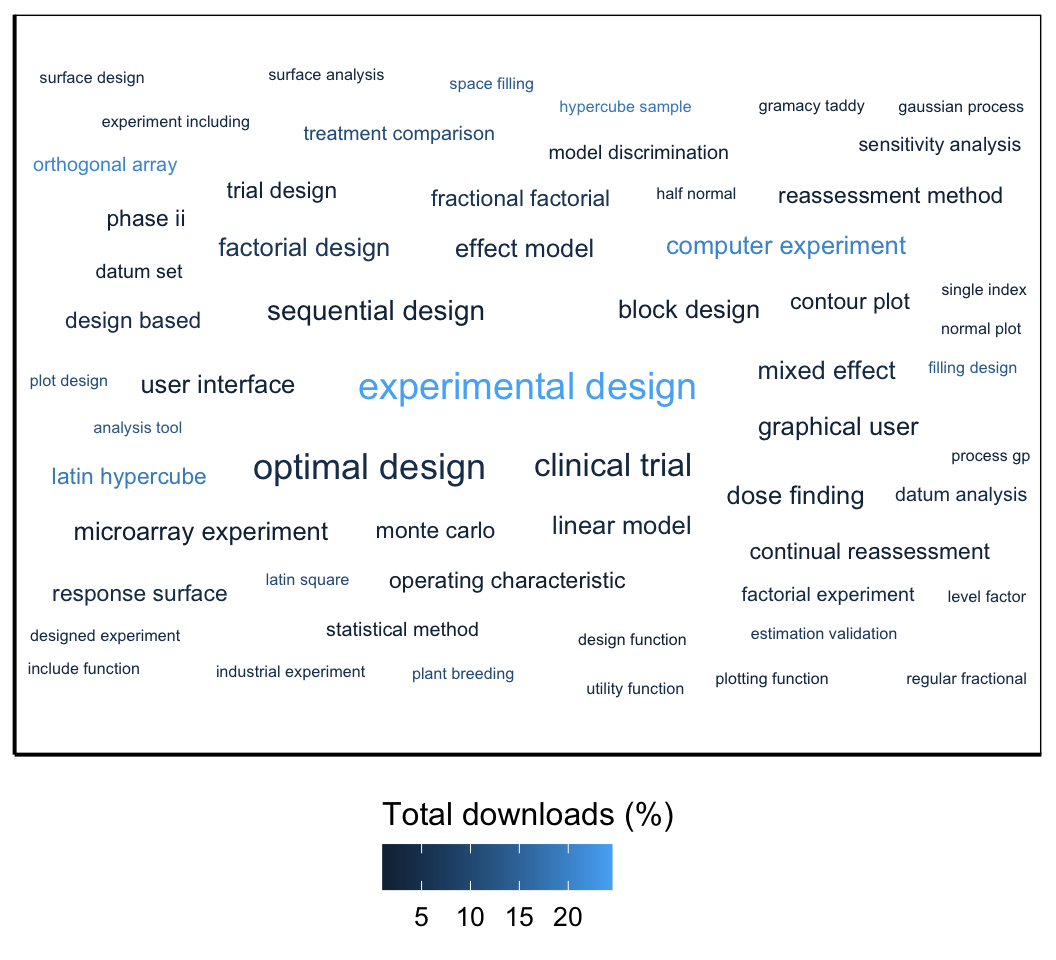 surface design
surface analysis
space filling
hypercube sample
gramacy taddy
gaussian process
experiment including
treatment comparison
model discrimination
sensitivity analysis
orthogonal array
trial design
fractional factorial
half normal
reassessment method
phase ii
factorial design
effect model
computer experiment
datum set
single index
design based
sequential design
block design
contour plot
normal plot
plot design
user interface
experimental design
mixed effect
filling design
analysis tool
graphical user
latin hypercube
optimal design
clinical trial
process gp
dose finding
datum analysis
microarray experiment
monte carlo
linear model
continual reassessment
response surface
latin square
operating characteristic
factorial experiment
level factor
designed experiment
statistical method
design function
estimation validation
include function
industrial experiment
plant breeding
utility function
plotting function
regular fractional
Total downloads (%)
5 10 15 20